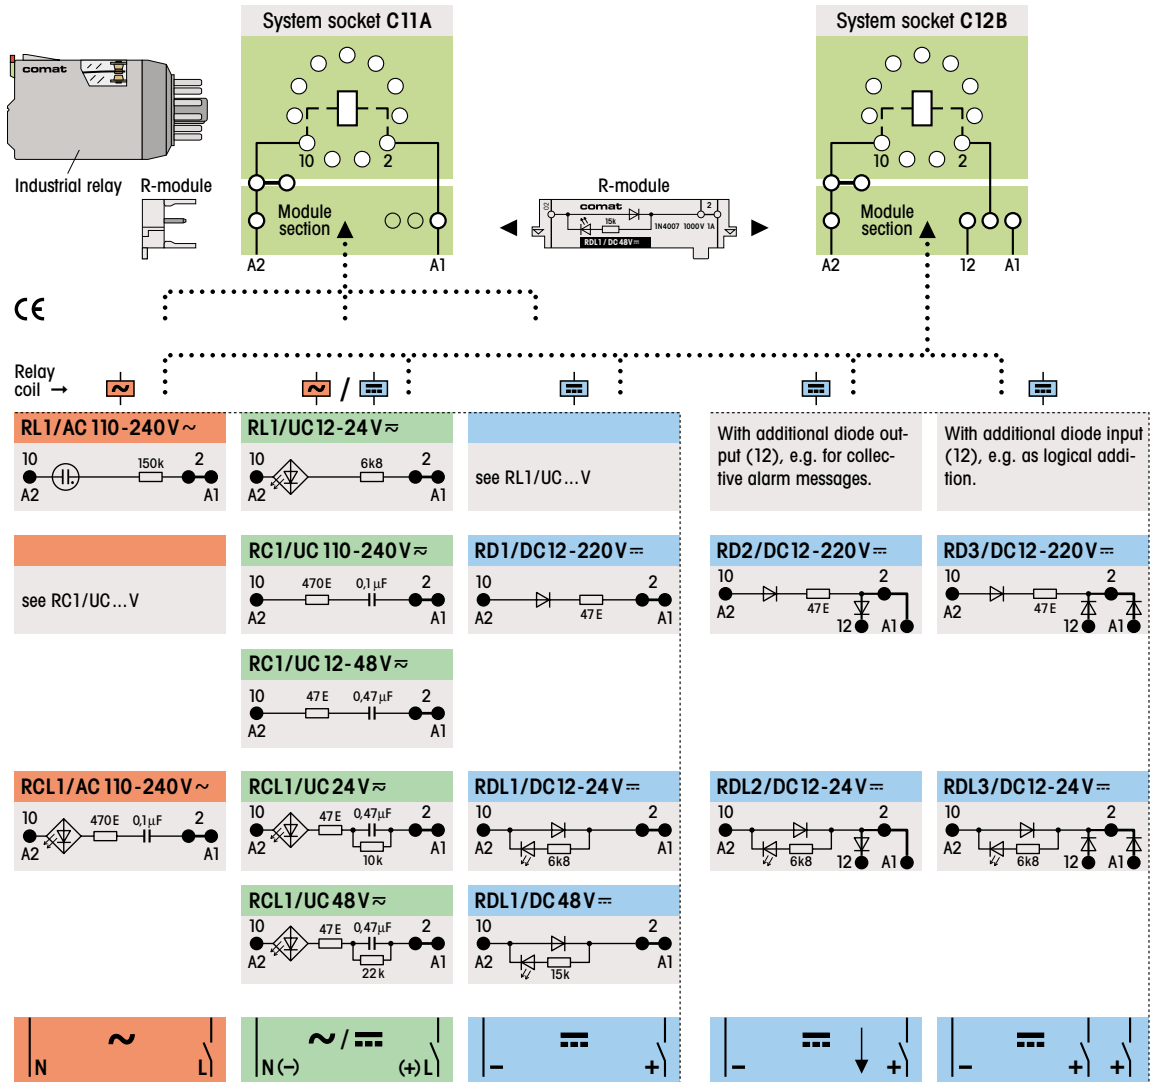 System socket C11A
System socket C12B
comat
10 2
10 2
Industrial relay
R-module
R-module
Module section
A2 A1
02 comat 2
15k
1N4007 1000V 1A
RDL1 / DC 48V⎓
Module section
A2 12 A1
CE
Relay coil →
~
~ / ⎓
⎓
⎓
⎓
RL1/AC 110-240V~
10 150k 2
A2 A1
RL1/UC 12-24V≂
10 6k8 2
A2 A1
see RL1/UC...V
With additional diode out-
put (12), e.g. for collec-
tive alarm messages.
With additional diode input
(12), e.g. as logical addi-
tion.
see RC1/UC...V
RC1/UC 110-240V≂
10 470E 0,1µF 2
A2 A1
RD1/DC 12-220V⎓
10 2
A2 47E A1
RD2/DC 12-220V⎓
10 2
A2 47E
12 A1
RD3/DC 12-220V⎓
10 2
A2 47E
12 A1
RC1/UC 12-48V≂
10 47E 0,47µF 2
A2 A1
RCL1/AC 110-240V~
10 470E 0,1µF 2
A2 A1
RCL1/UC 24V≂
10 47E 0,47µF 2
A2 10k A1
RDL1/DC 12-24V⎓
10 2
A2 6k8 A1
RDL2/DC 12-24V⎓
10 2
A2 6k8 12 A1
RDL3/DC 12-24V⎓
10 2
A2 6k8 12 A1
RCL1/UC 48V≂
10 47E 0,47µF 2
A2 22k A1
RDL1/DC 48V⎓
10 2
A2 15k A1
~
N L
~ / ⎓
N(–) (+)L
⎓
– +
⎓
– +
⎓
– + +